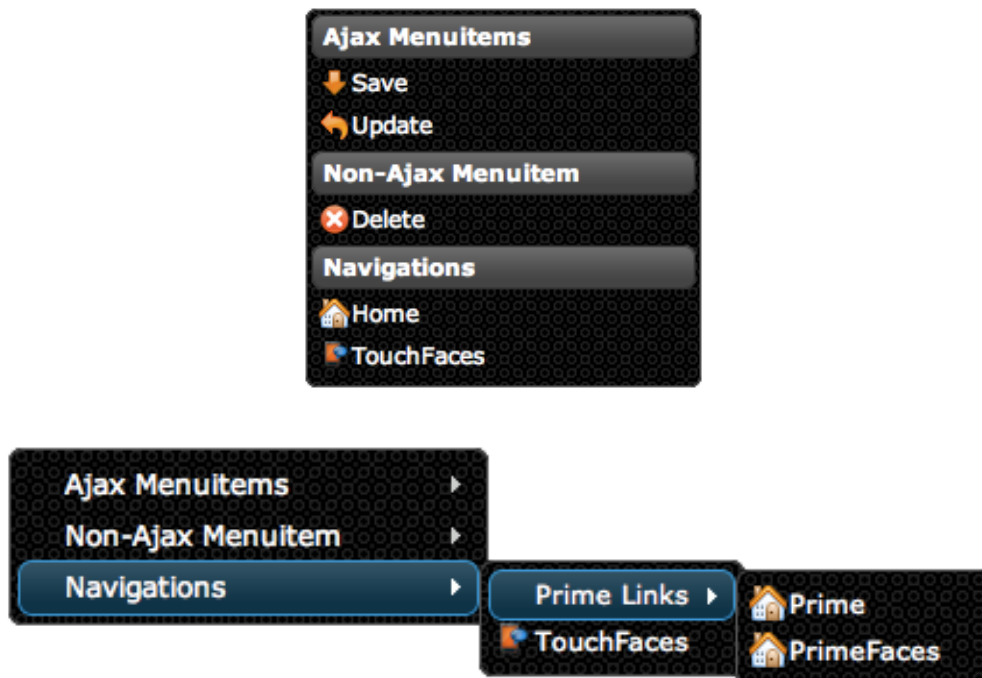 Ajax Menuitems
Save
Update
Non-Ajax Menuitem
Delete
Navigations
Home
TouchFaces
Ajax Menuitems
Non-Ajax Menuitem
Navigations
Prime Links
TouchFaces
Prime
PrimeFaces